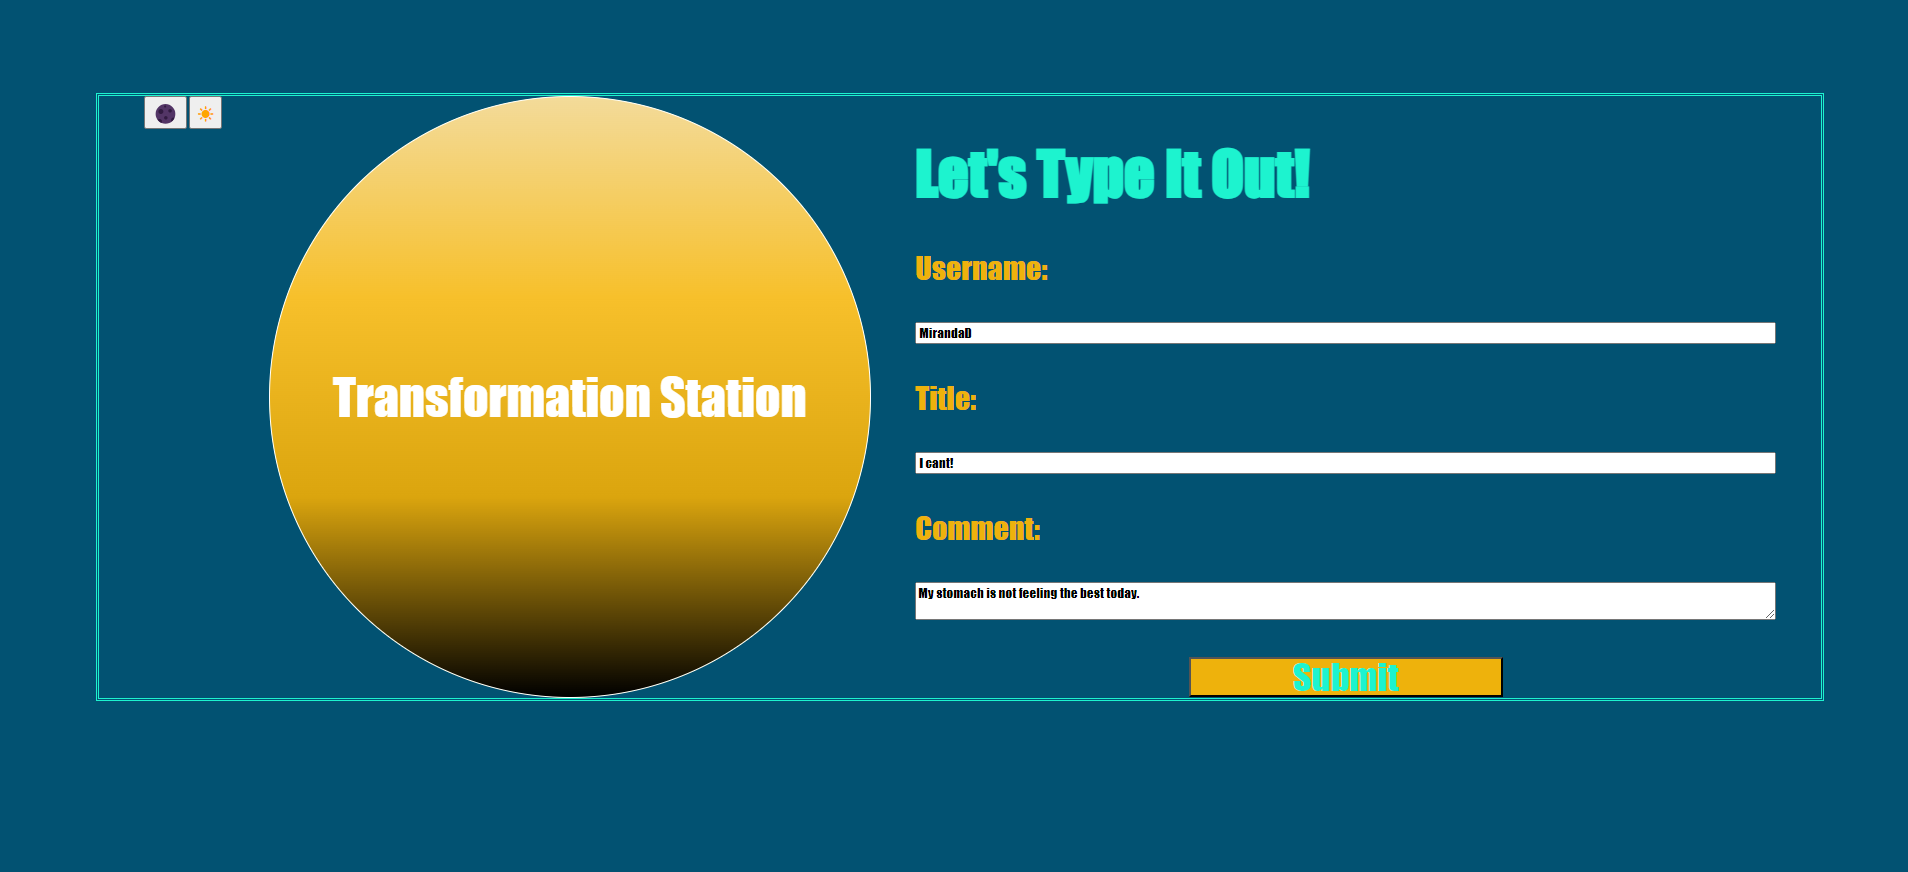 Transformation Station
Let's Type It Out!
Username:
MirandaD
Title:
I cant!
Comment:
My stomach is not feeling the best today.
Submit